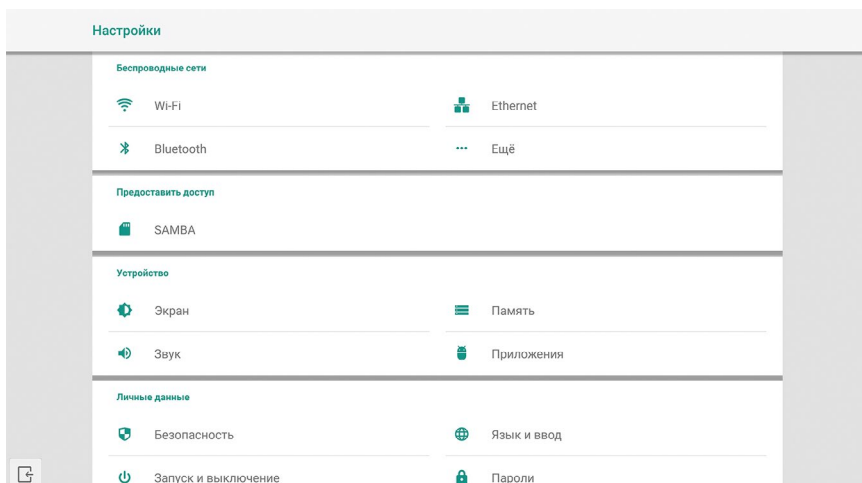 Настройки
Беспроводные сети
Wi-Fi
Ethernet
Bluetooth
Ещё
Предоставить доступ
SAMBA
Устройство
Экран
Память
Звук
Приложения
Личные данные
Безопасность
Язык и ввод
Запуск и выключение
Пароли